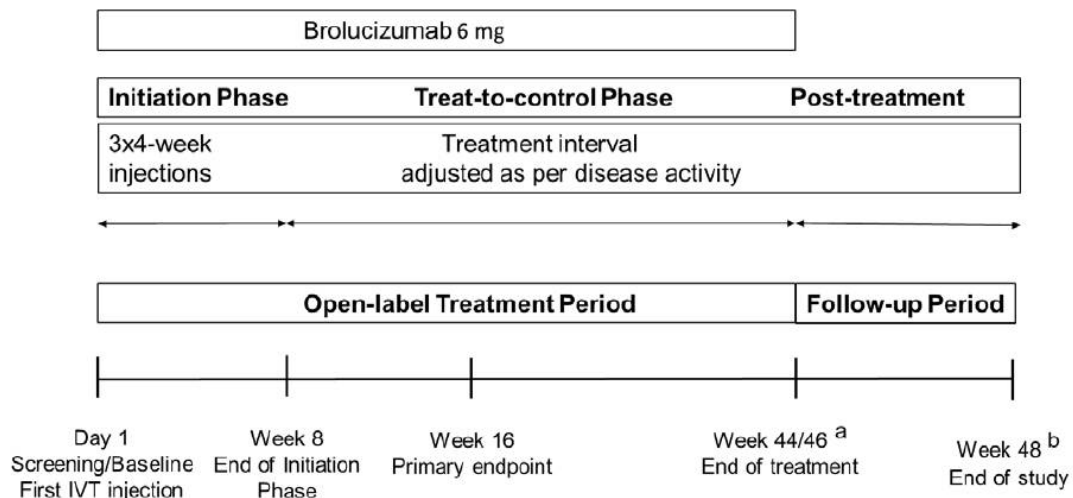 Brolucizumab 6 mg
Initiation Phase Treat-to-control Phase Post-treatment
3x4-week Treatment interval
injections adjusted as per disease activity
Open-label Treatment Period Follow-up Period
Day 1 Week 8 Week 16 Week 44/46 a Week 48 b
Screening/Baseline End of Initiation Primary endpoint End of treatment End of study
First IVT injection Phase